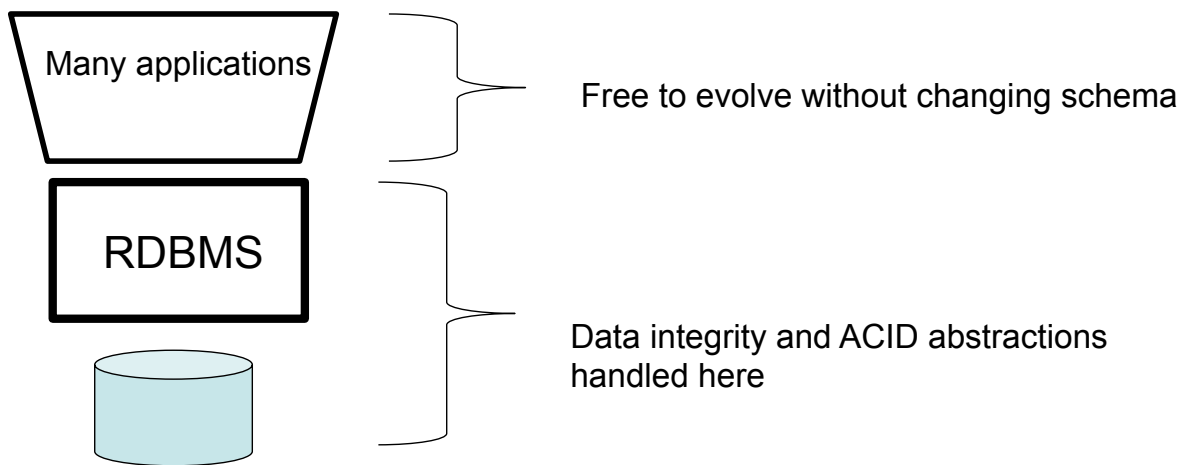 Many applications
Free to evolve without changing schema
RDBMS
Data integrity and ACID abstractions
handled here